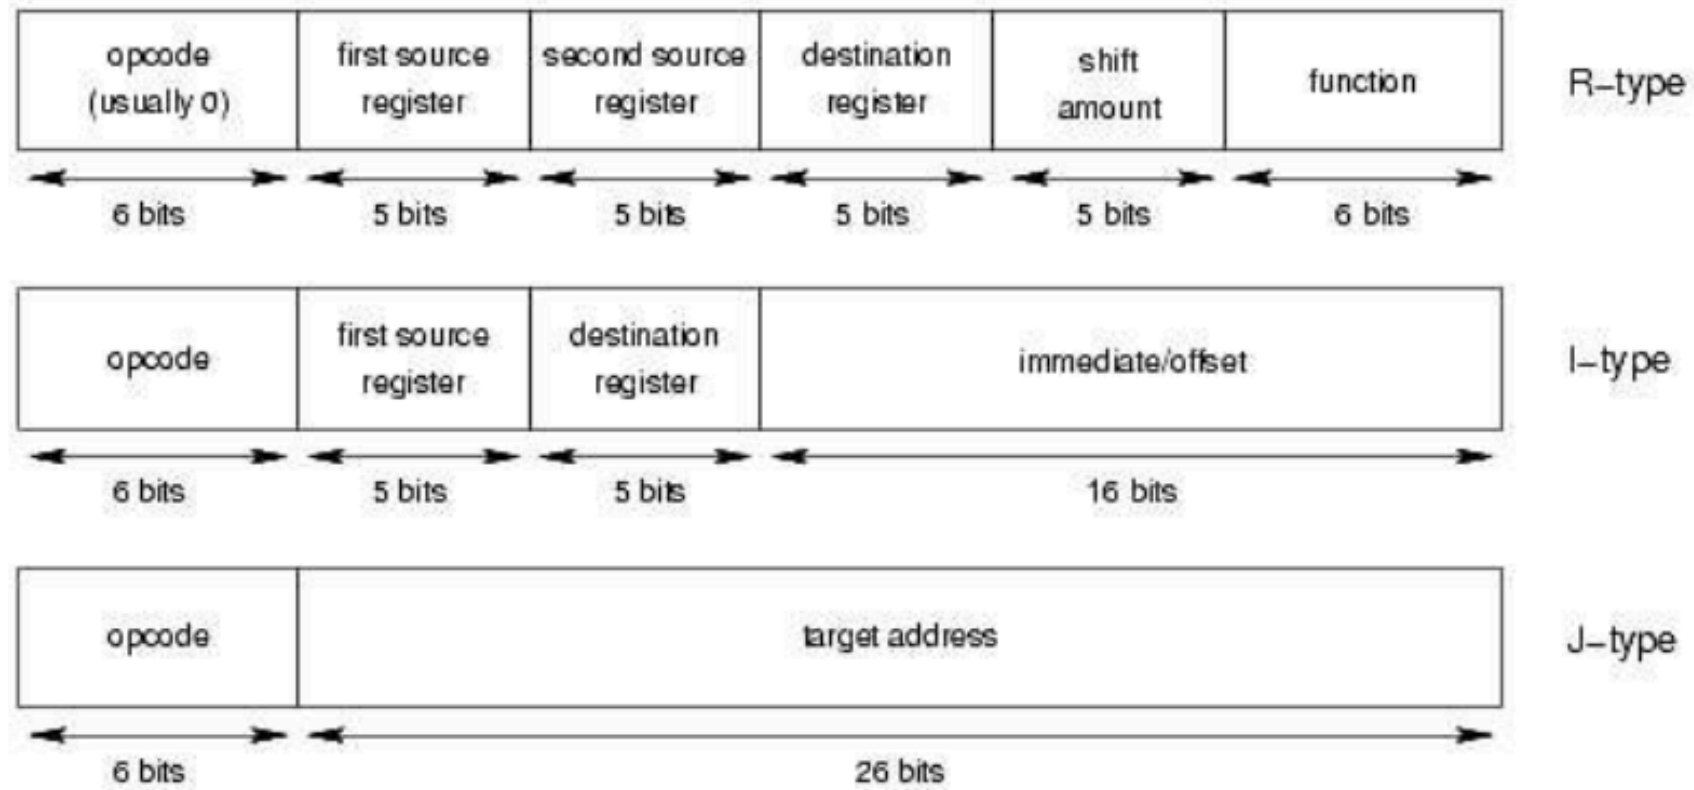 opcode
(usually 0)
first source
register
second source
register
destination
register
shift
amount
function
R-type
6 bits
5 bits
5 bits
5 bits
5 bits
6 bits
opcode
first source
register
destination
register
immediate/offset
I-type
6 bits
5 bits
5 bits
16 bits
opcode
target address
J-type
6 bits
26 bits